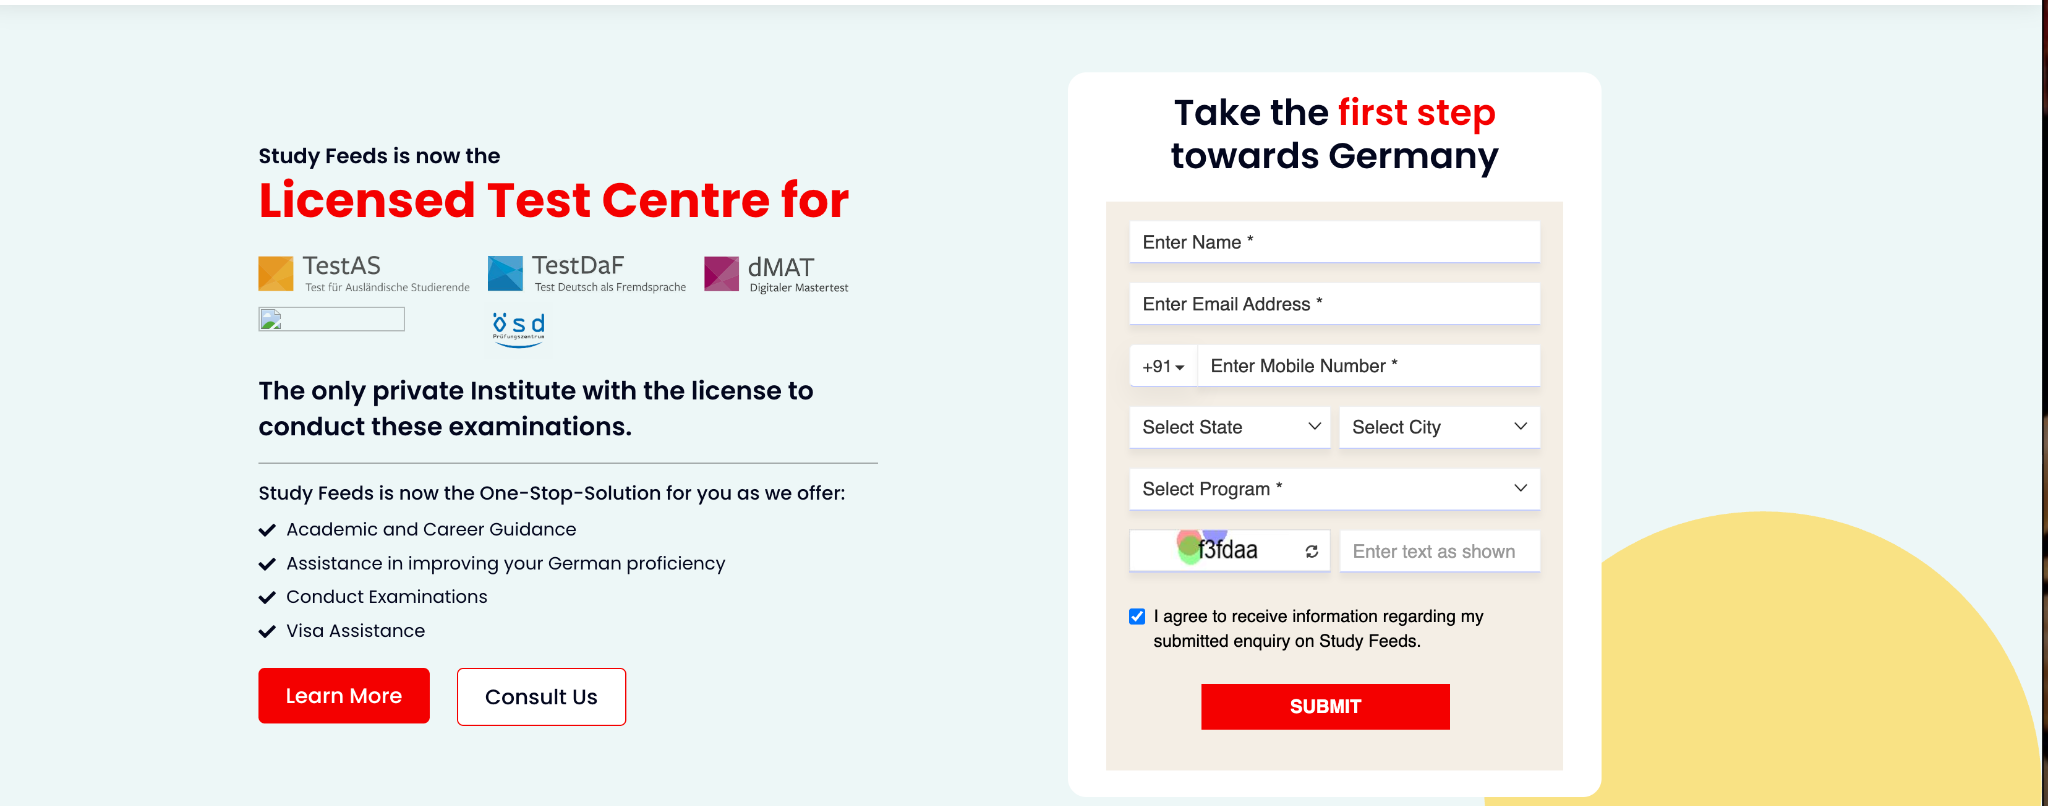 Study Feeds is now the
Licensed Test Centre for
TestAS
Test für Ausländische Studierende
TestDaF
Test Deutsch als Fremdsprache
dMAT
Digitaler Mastertest
ösd
Prüfungszentrum
The only private Institute with the license to
conduct these examinations.
Study Feeds is now the One-Stop-Solution for you as we offer:
Academic and Career Guidance
Assistance in improving your German proficiency
Conduct Examinations
Visa Assistance
Learn More
Consult Us
Take the first step
towards Germany
Enter Name *
Enter Email Address *
+91
Enter Mobile Number *
Select State
Select City
Select Program *
f3fdaa
Enter text as shown
I agree to receive information regarding my
submitted enquiry on Study Feeds.
SUBMIT